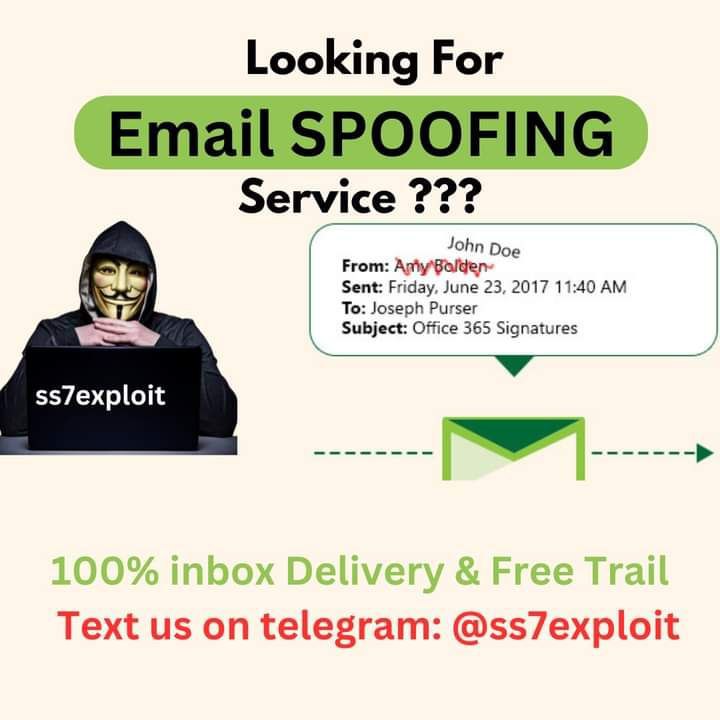 Looking For
Email SPOOFING
Service ???
John Doe
From: Amy Bolden
Sent: Friday, June 23, 2017 11:40 AM
To: Joseph Purser
Subject: Office 365 Signatures
ss7exploit
100% inbox Delivery & Free Trail
Text us on telegram: @ss7exploit